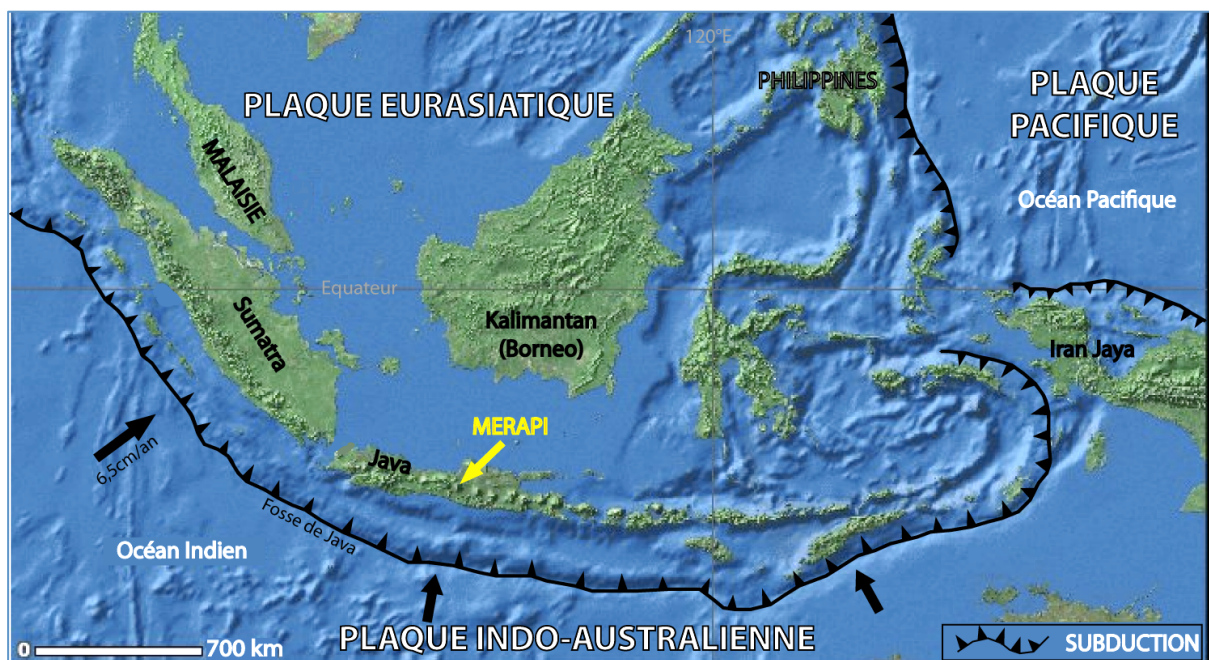 120°E
PHILIPPINES
PLAQUE EURASIATIQUE
PLAQUE
PACIFIQUE
MALAISIE
Océan Pacifique
Equateur
Sumatra
Kalimantan
(Borneo)
Iran Jaya
MERAPI
6,5cm/an
Java
Fosse de Java
Océan Indien
PLAQUE INDO-AUSTRALIENNE
0 700 km
SUBDUCTION